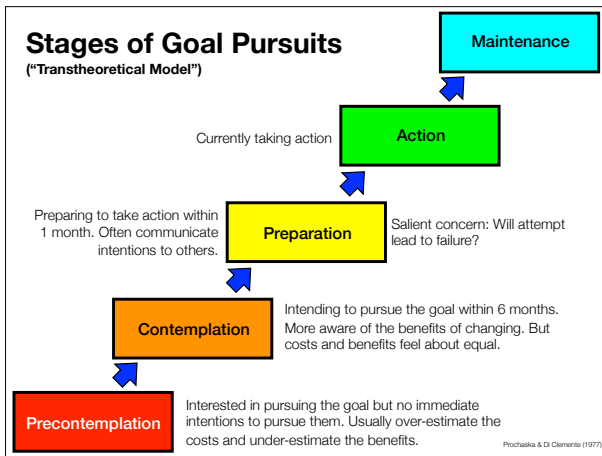 Stages of Goal Pursuits
("Transtheoretical Model")
Maintenance
Currently taking action
Action
Preparing to take action within
1 month. Often communicate
intentions to others.
Preparation
Salient concern: Will attempt
lead to failure?
Contemplation
Intending to pursue the goal within 6 months.
More aware of the benefits of changing. But
costs and benefits feel about equal.
Precontemplation
Interested in pursuing the goal but no immediate
intentions to pursue them. Usually over-estimate the
costs and under-estimate the benefits.
Prochaska & Di Clemente (1977)